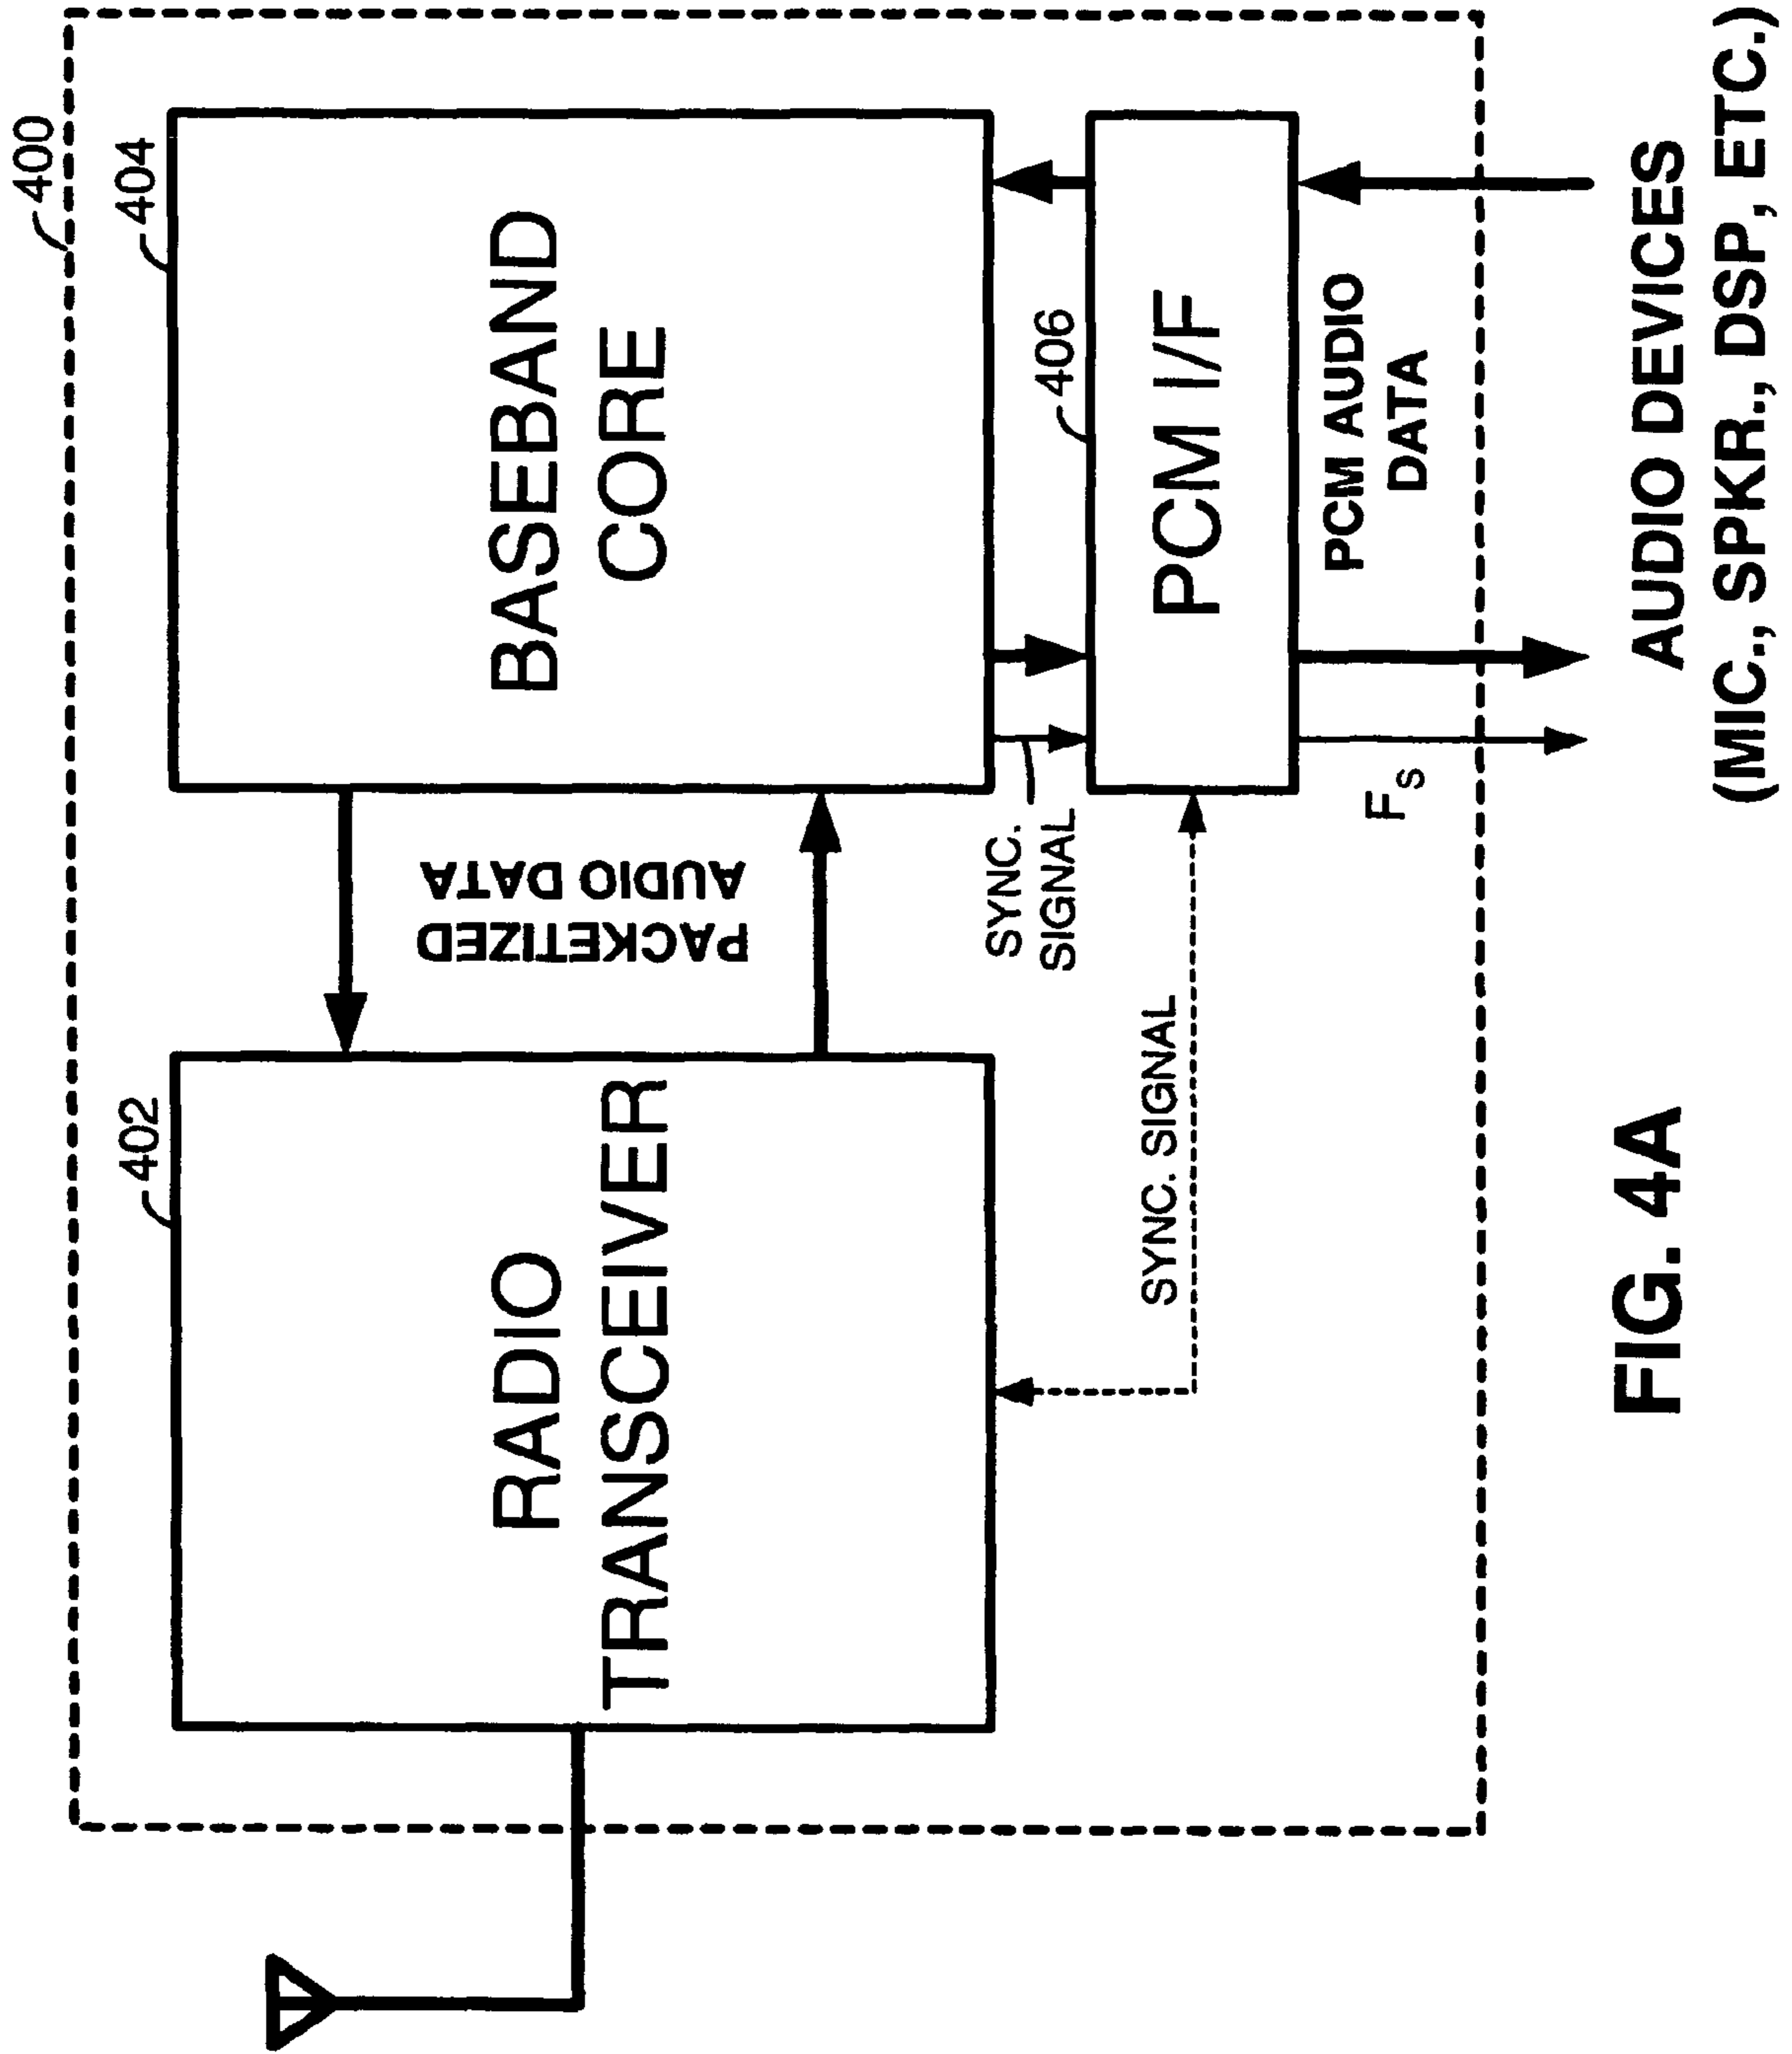 400
402
404
RADIO
TRANSCEIVER
PACKETIZED
AUDIO DATA
BASEBAND
CORE
SYNC.
SIGNAL
406
SYNC. SIGNAL
PCM I/F
PCM AUDIO
DATA
Fs
AUDIO DEVICES
(MIC., SPKR., DSP, ETC.)
FIG. 4A